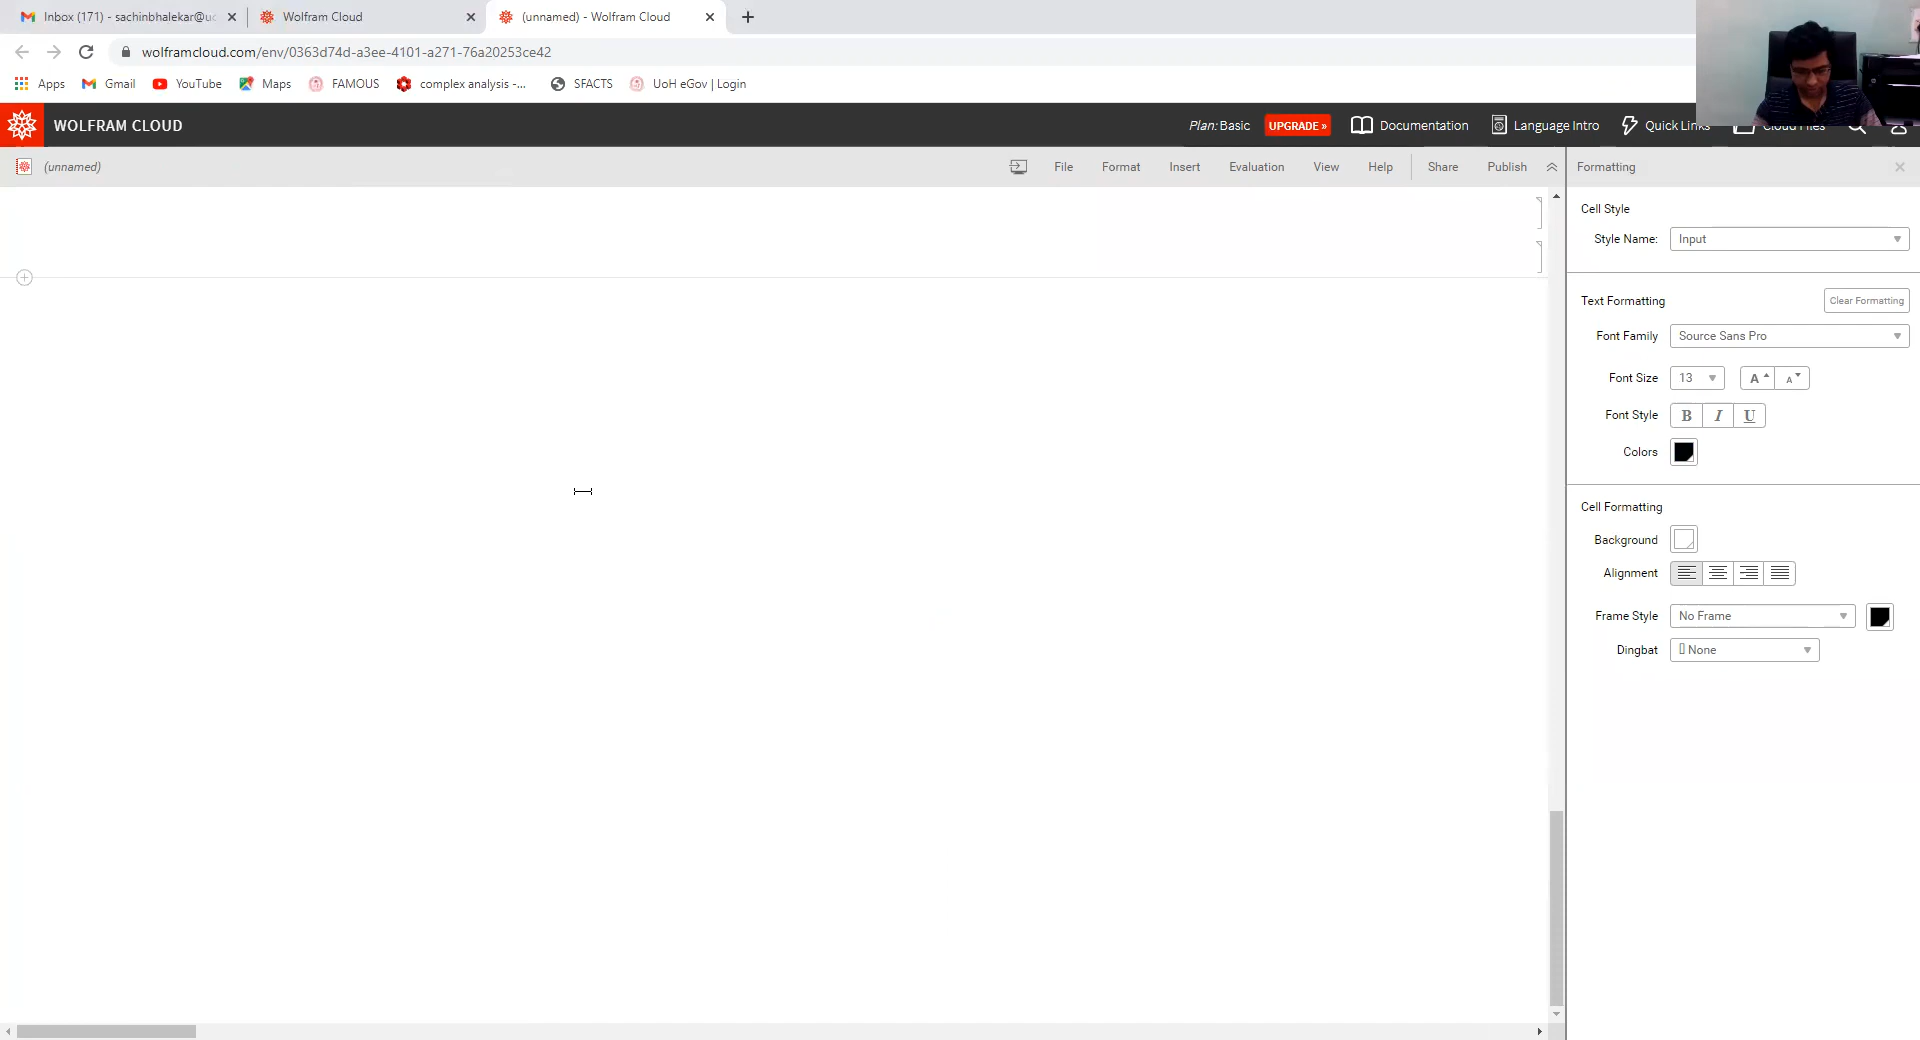 Inbox (171) - sachinbhalekar@uc
Wolfram Cloud
(unnamed) - Wolfram Cloud
wolframcloud.com/env/0363d74d-a3ee-4101-a271-76a20253ce42
Apps
Gmail
YouTube
Maps
FAMOUS
complex analysis -...
SFACTS
UoH eGov | Login
WOLFRAM CLOUD
Plan: Basic
UPGRADE »
Documentation
Language Intro
Quick Links
Cloud Files
(unnamed)
File
Format
Insert
Evaluation
View
Help
Share
Publish
Formatting
Cell Style
Style Name:
Input
Text Formatting
Clear Formatting
Font Family
Source Sans Pro
Font Size
13
A
A
Font Style
B
I
U
Colors
Cell Formatting
Background
Alignment
Frame Style
No Frame
Dingbat
None